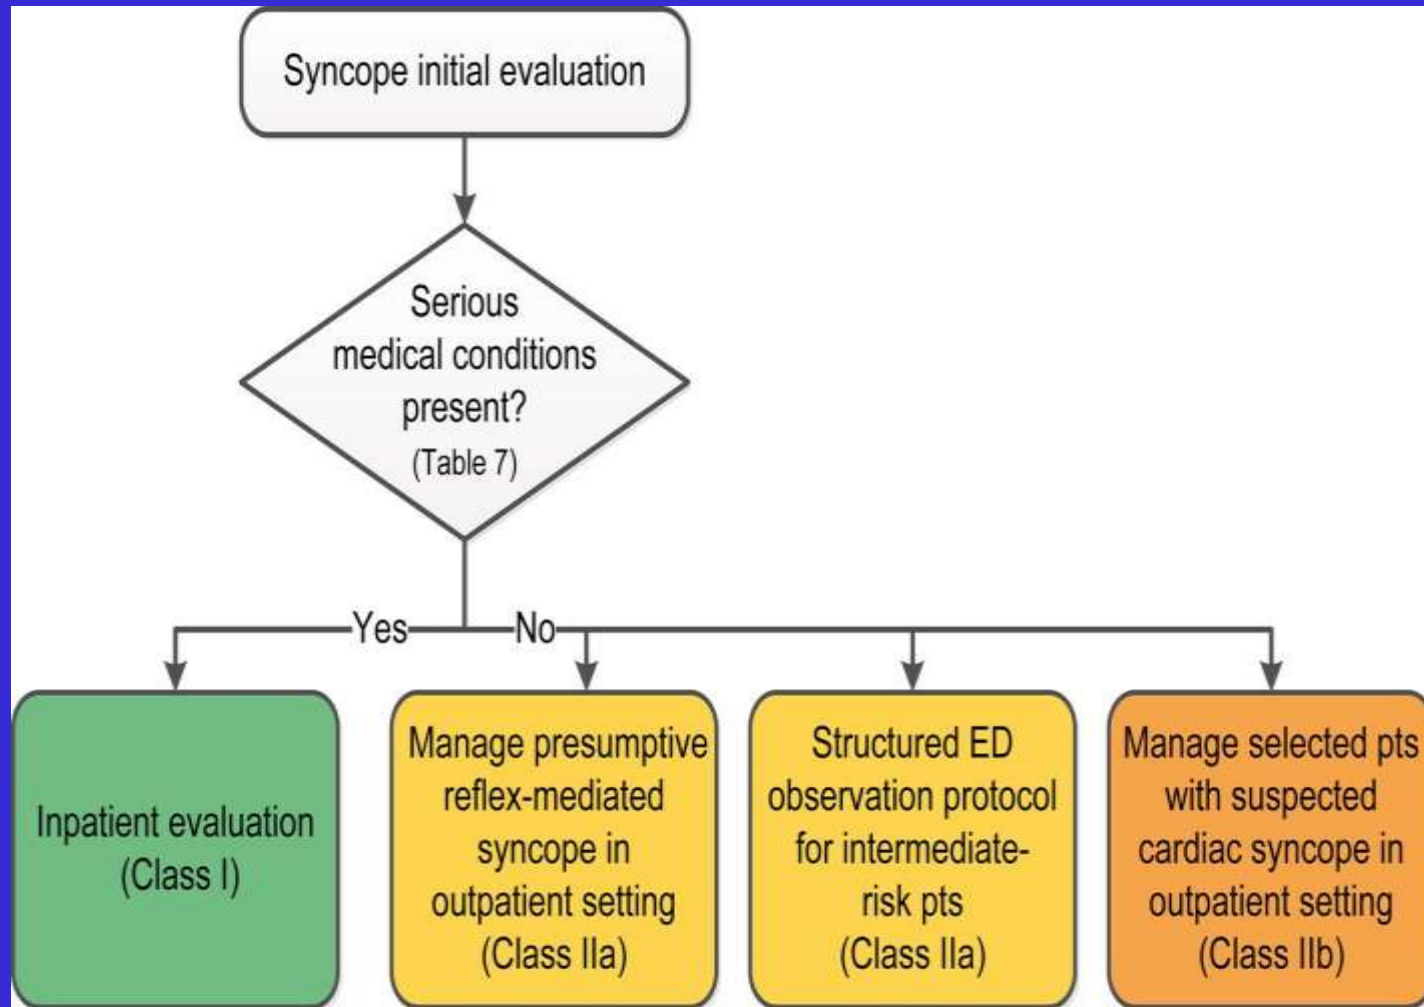 Syncope initial evaluation
Serious
medical conditions
present?
(Table 7)
Yes
No
Inpatient evaluation
(Class I)
Manage presumptive
reflex-mediated
syncope in
outpatient setting
(Class IIa)
Structured ED
observation protocol
for intermediate-
risk pts
(Class IIa)
Manage selected pts
with suspected
cardiac syncope in
outpatient setting
(Class IIb)